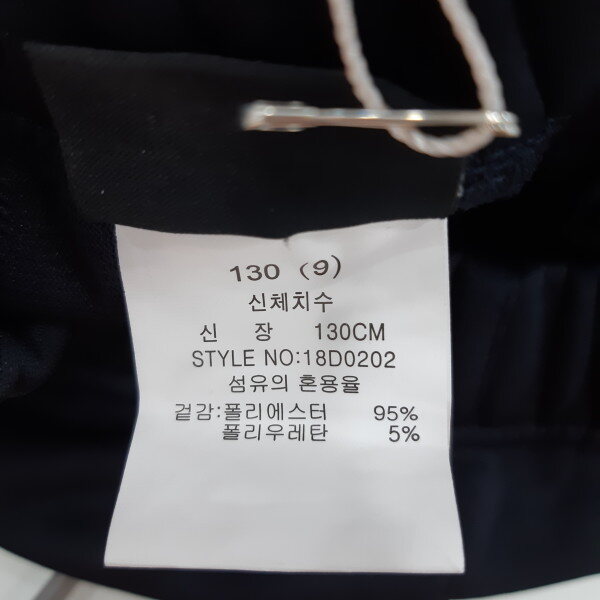 130 (9)
신체치수
신 장 130CM
STYLE NO:18D0202
섬유의 혼용율
겉감:폴리에스터 95%
폴리우레탄 5%